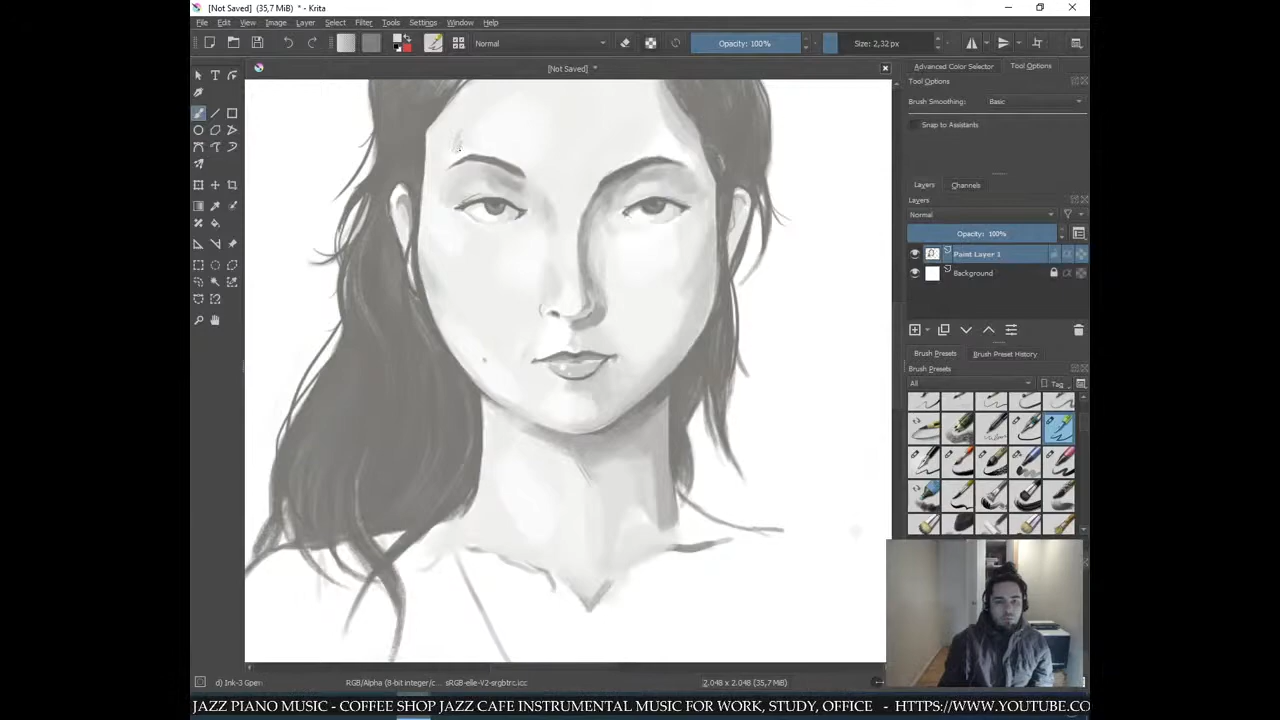 [Not Saved] (35,7 MiB) * - Krita
File Edit View Image Layer Select Filter Tools Settings Window Help
Normal Opacity: 100% Size: 2,32 px
[Not Saved]
Advanced Color Selector Tool Options
Tool Options
Brush Smoothing: Basic
Snap to Assistants
Layers Channels
Layers
Normal
Opacity: 100%
Paint Layer 1
Background
Brush Presets Brush Preset History
Brush Presets
All Tag
d) Ink-3 Gpen RGB/Alpha (8-bit integer/c sRGB-elle-V2-srgbtrc.icc 2.048 x 2.048 (35,7 MiB)
JAZZ PIANO MUSIC - COFFEE SHOP JAZZ CAFE INSTRUMENTAL MUSIC FOR WORK, STUDY, OFFICE - HTTPS://WWW.YOUTUBE.CO